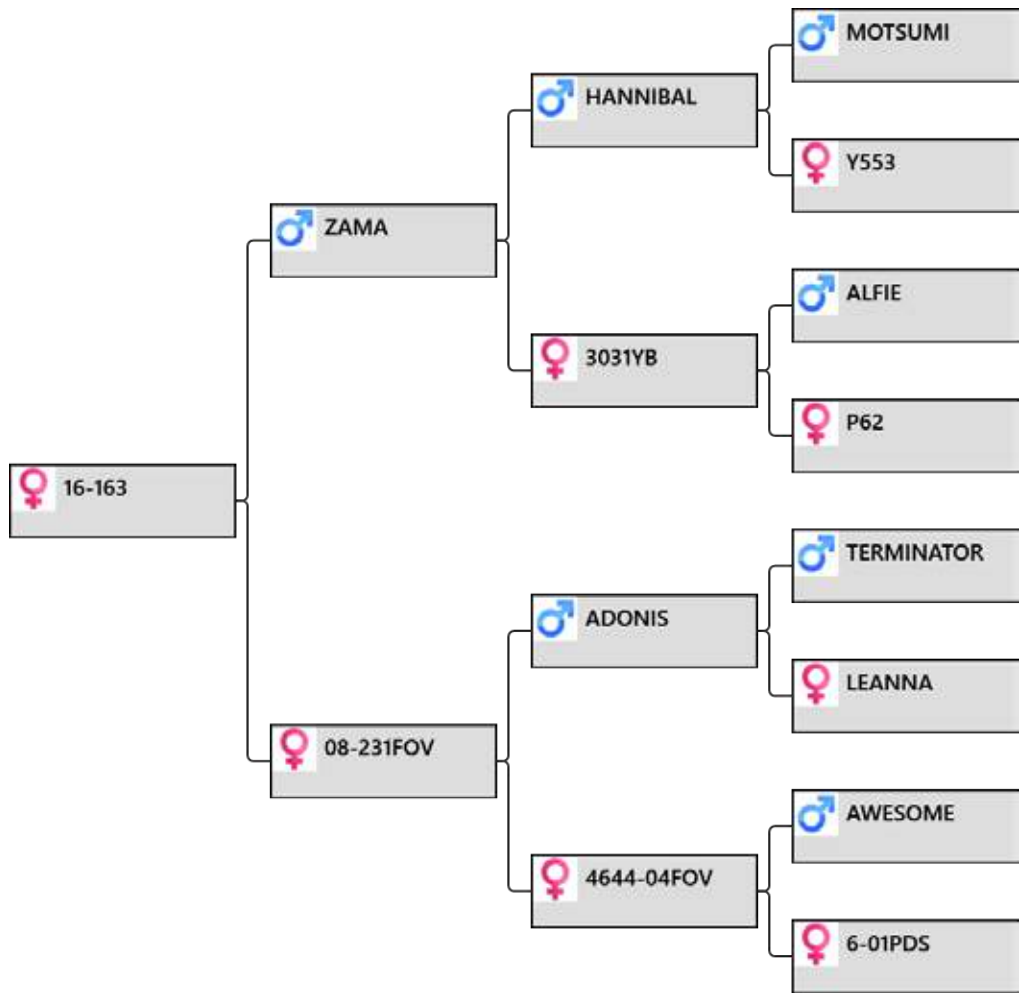 MOTSUMI
HANNIBAL
Y553
ZAMA
ALFIE
3031YB
P62
16-163
TERMINATOR
ADONIS
LEANNA
08-231FOV
AWESOME
4644-04FOV
6-01PDS